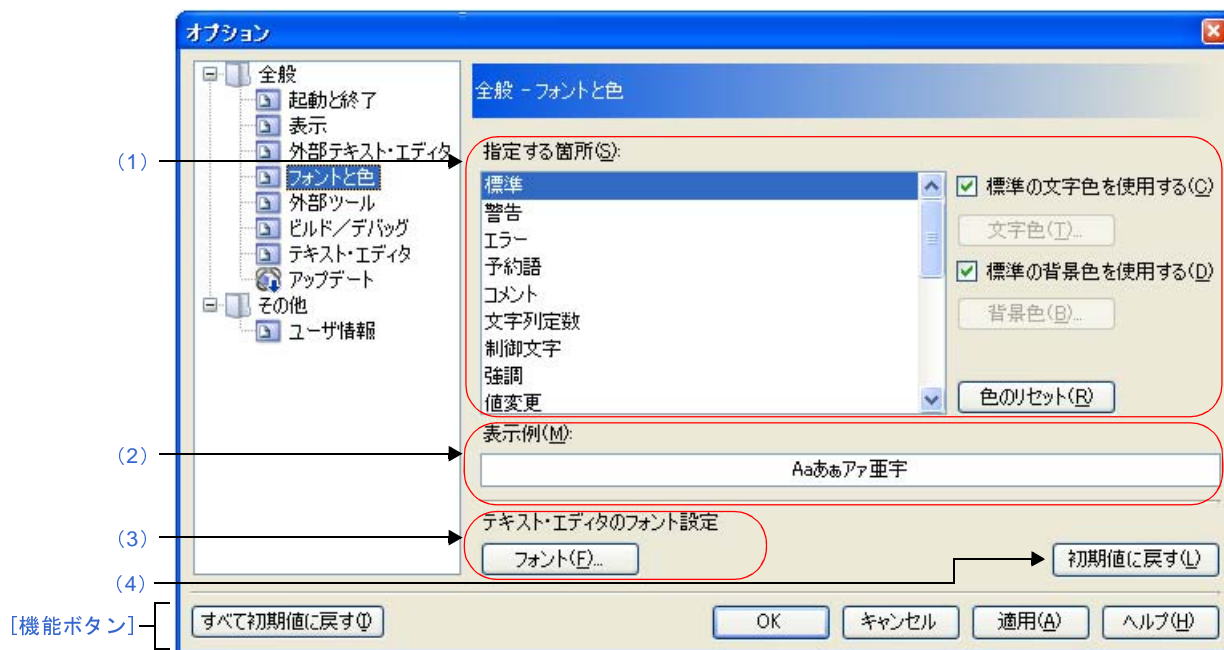 オプション
全般
起動と終了
表示
外部テキスト・エディタ
フォントと色
外部ツール
ビルド／デバッグ
テキスト・エディタ
アップデート
その他
ユーザ情報
全般 - フォントと色
(1)
指定する箇所(S):
標準
警告
エラー
予約語
コメント
文字列定数
制御文字
強調
値変更
標準の文字色を使用する(C)
文字色(T)...
標準の背景色を使用する(D)
背景色(B)...
色のリセット(R)
(2)
表示例(M):
Aaあぁアァ亜宇
(3)
テキスト・エディタのフォント設定
フォント(F)...
(4)
初期値に戻す(L)
[機能ボタン]
すべて初期値に戻す(I)
OK
キャンセル
適用(A)
ヘルプ(H)